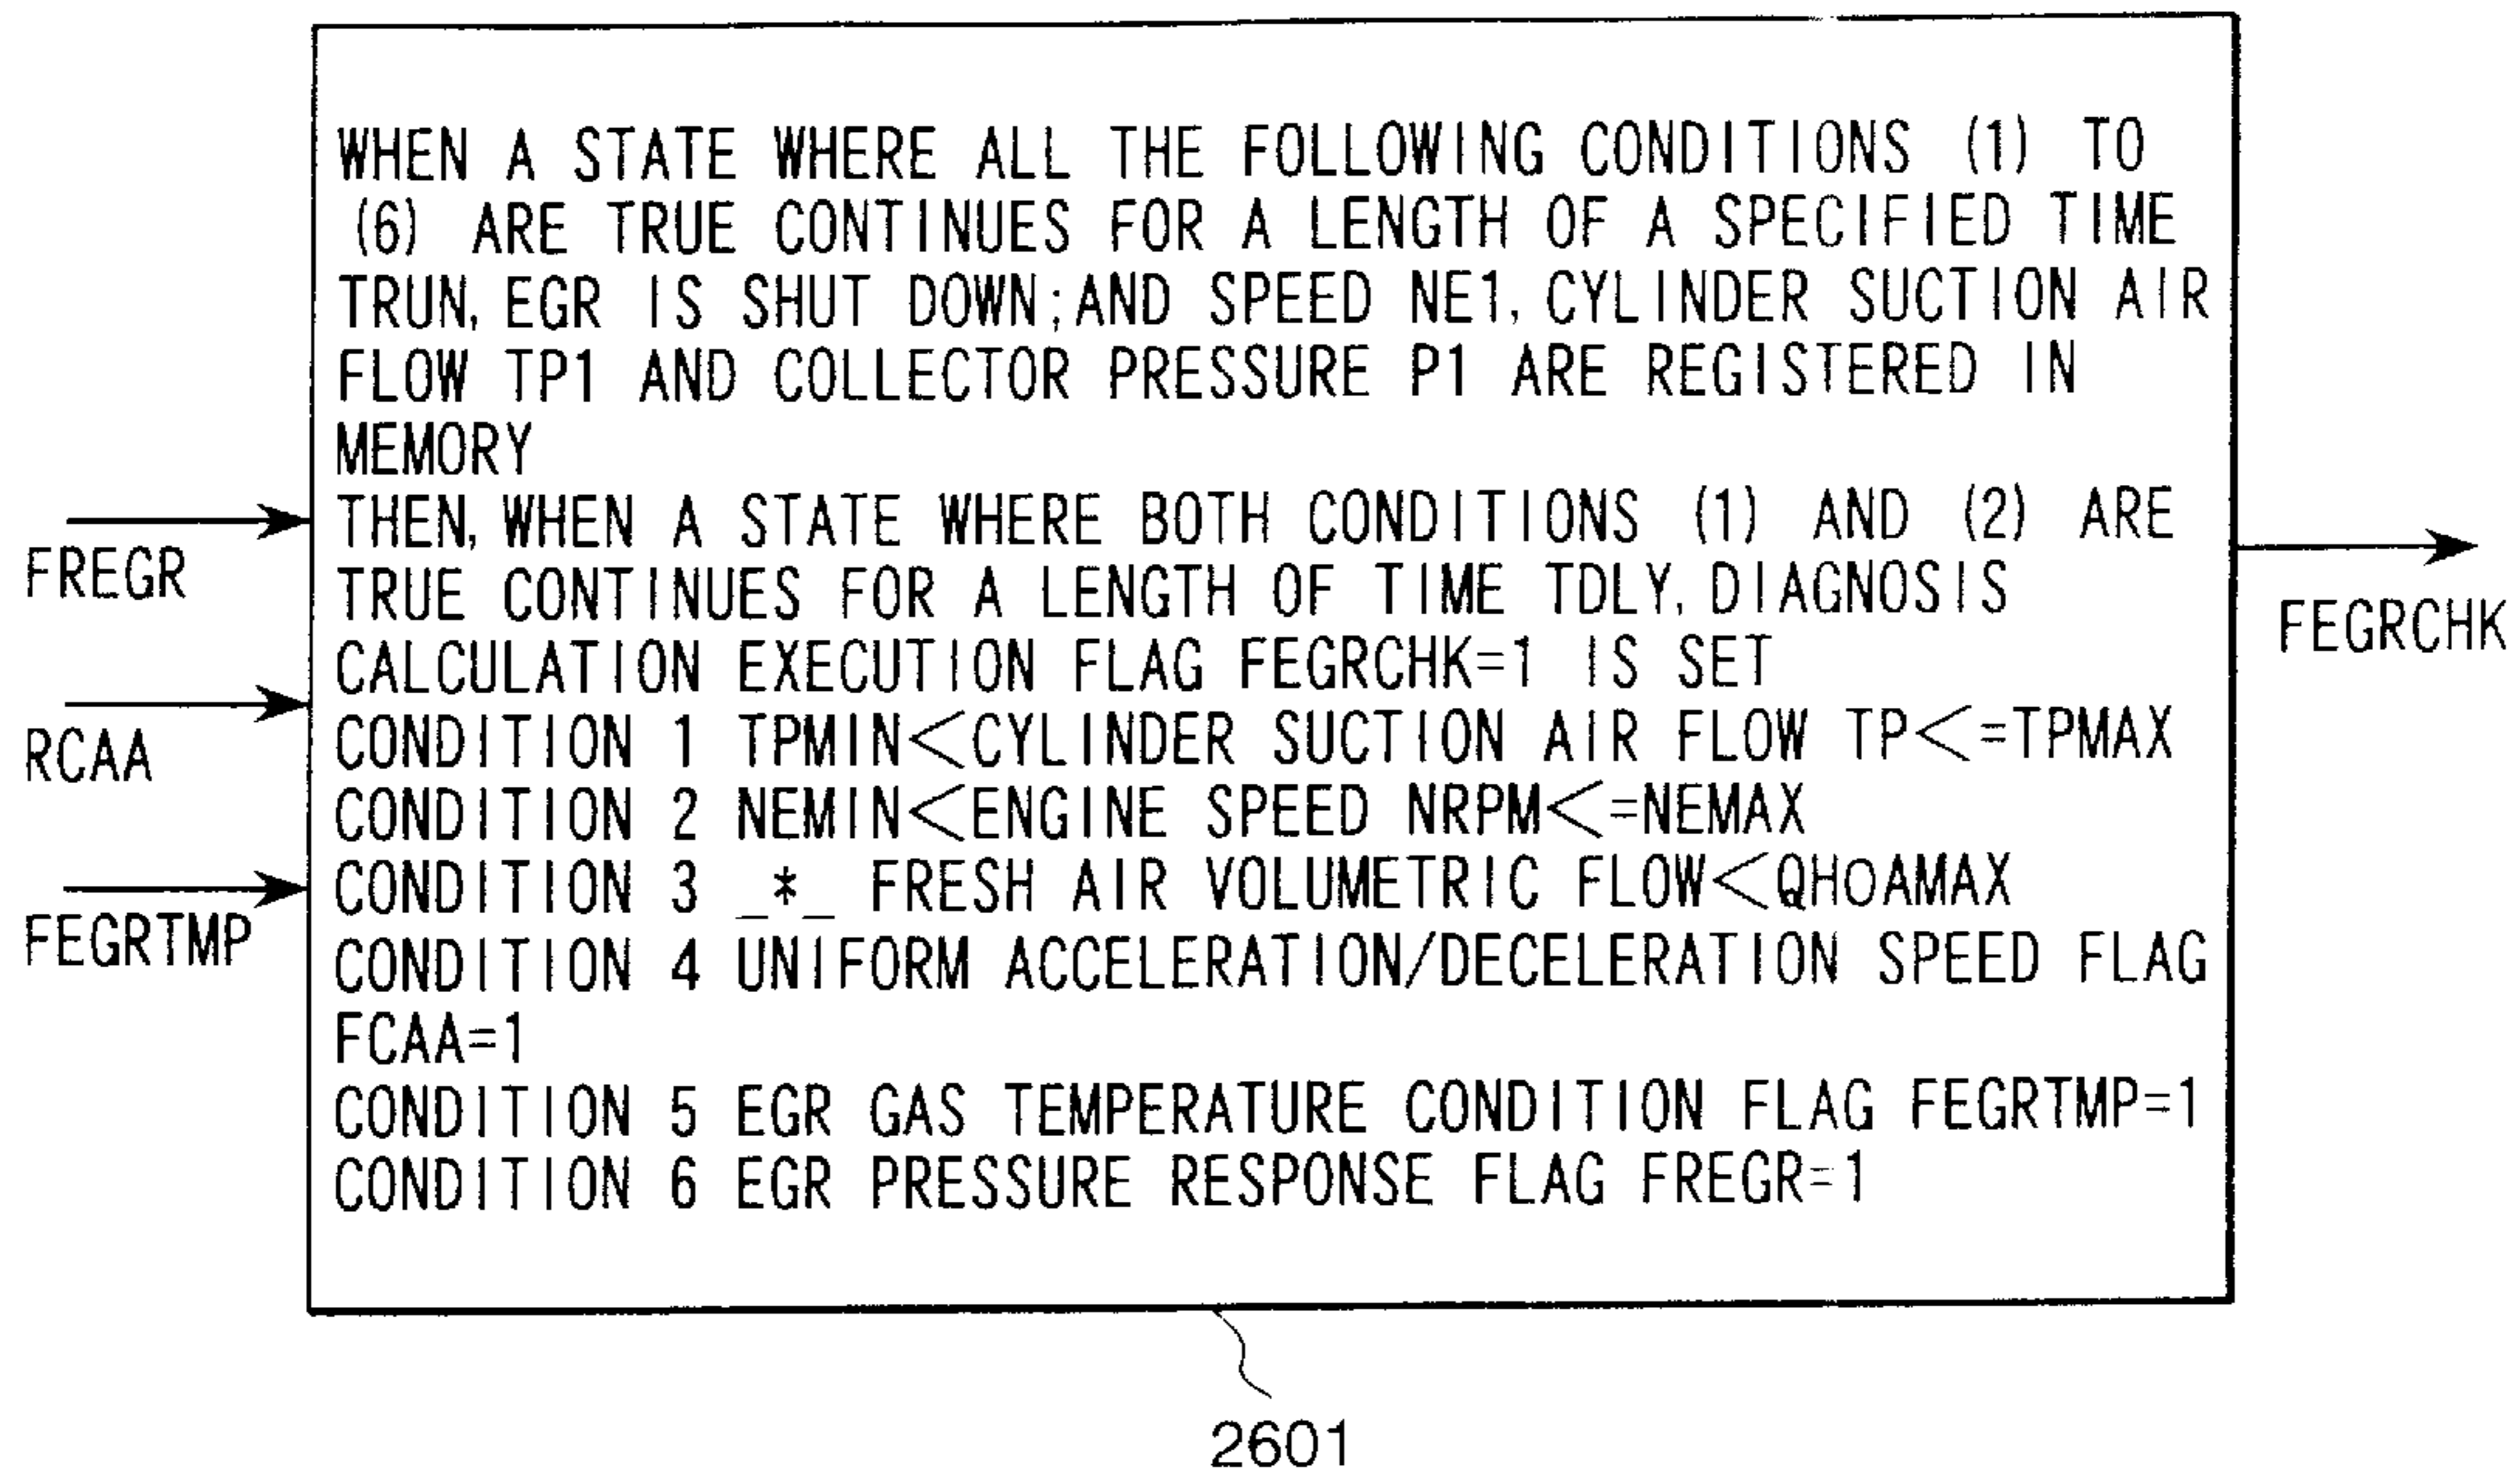 WHEN A STATE WHERE ALL THE FOLLOWING CONDITIONS (1) TO
(6) ARE TRUE CONTINUES FOR A LENGTH OF A SPECIFIED TIME
TRUN, EGR IS SHUT DOWN;AND SPEED NE1, CYLINDER SUCTION AIR
FLOW TP1 AND COLLECTOR PRESSURE P1 ARE REGISTERED IN
MEMORY
THEN, WHEN A STATE WHERE BOTH CONDITIONS (1) AND (2) ARE
TRUE CONTINUES FOR A LENGTH OF TIME TDLY, DIAGNOSIS
CALCULATION EXECUTION FLAG FEGRCHK=1 IS SET
CONDITION 1 TPMIN<CYLINDER SUCTION AIR FLOW TP<=TPMAX
CONDITION 2 NEMIN<ENGINE SPEED NRPM<=NEMAX
CONDITION 3 _*_ FRESH AIR VOLUMETRIC FLOW<QHOAMAX
CONDITION 4 UNIFORM ACCELERATION/DECELERATION SPEED FLAG
FCAA=1
CONDITION 5 EGR GAS TEMPERATURE CONDITION FLAG FEGRTMP=1
CONDITION 6 EGR PRESSURE RESPONSE FLAG FREGR=1
FREGR
RCAA
FEGRTMP
FEGRCHK
2601